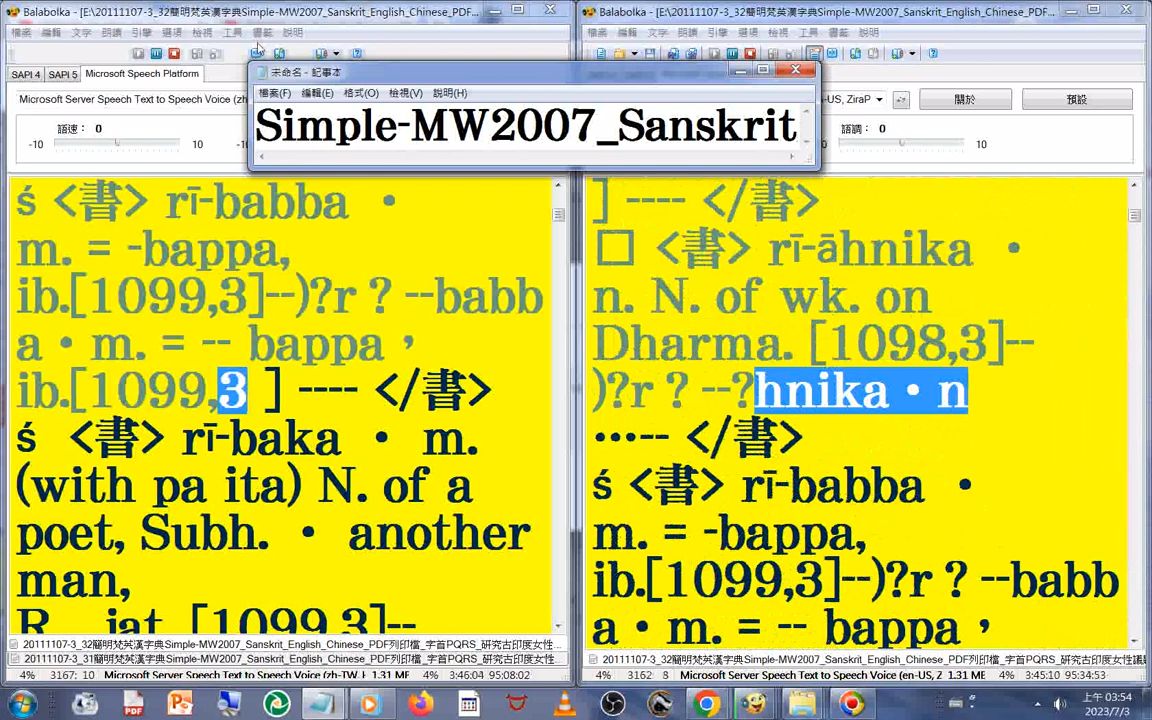 Balabolka - [E:\20111107-3_32簡明梵英漢字典Simple-MW2007_Sanskrit_English_Chinese_PDF...
檔案 編輯 文字 朗讀 引擎 選項 檢視 工具 書籤 說明
SAPI 4 SAPI 5 Microsoft Speech Platform
Microsoft Server Speech Text to Speech Voice (zh
語速： 0
-10 10 -10
ś <書> rī-babba •
m. = -bappa,
ib.[1099,3]--)?r ? --babb
a • m. = -- bappa，
ib.[1099,3 ] ---- </書>
ś <書> rī-baka • m.
(with pa ita) N. of a
poet, Subh. • another
man,
R jat [1099,3]--
20111107-3_32簡明梵英漢字典Simple-MW2007_Sanskrit_English_Chinese_PDF列印檔_字首PQRS_研究古印度女性...
20111107-3_31簡明梵英漢字典Simple-MW2007_Sanskrit_English_Chinese_PDF列印檔_字首PQRS_研究古印度女性...
4% 3167; 10 Microsoft Server Speech Text to Speech Voice (zh-TW, H 1.31 MB 4% 3:46:04 95:08:02
未命名 - 記事本
檔案(F) 編輯(E) 格式(O) 檢視(V) 說明(H)
Simple-MW2007_Sanskrit
Balabolka - [E:\20111107-3_32簡明梵英漢字典Simple-MW2007_Sanskrit_English_Chinese_PDF...
檔案 編輯 文字 朗讀 引擎 選項 檢視 工具 書籤 說明
-US, ZiraP 關於 預設
語調： 0
10
] ---- </書>
□ <書> rī-āhnika •
n. N. of wk. on
Dharma. [1098,3]--
)?r ? --?hnika • n
…-- </書>
ś <書> rī-babba •
m. = -bappa,
ib.[1099,3]--)?r ? --babb
a • m. = -- bappa，
20111107-3_32簡明梵英漢字典Simple-MW2007_Sanskrit_English_Chinese_PDF列印檔_字首PQRS_研究古印度女性議
4% 3162: 8 Microsoft Server Speech Text to Speech Voice (en-US, Z 1.31 MB 4% 3:45:10 95:34:53
上午 03:54
2023/7/3